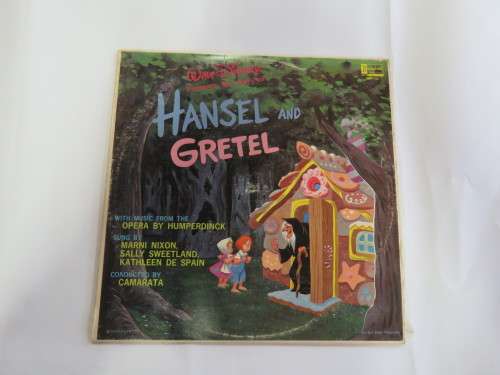 Walt Disney
HANSEL AND
GRETEL
WITH MUSIC FROM THE
OPERA BY HUMPERDINCK
SUNG BY
MARNI NIXON,
SALLY SWEETLAND,
KATHLEEN DE SPAIN
CONDUCTED BY
CAMARATA